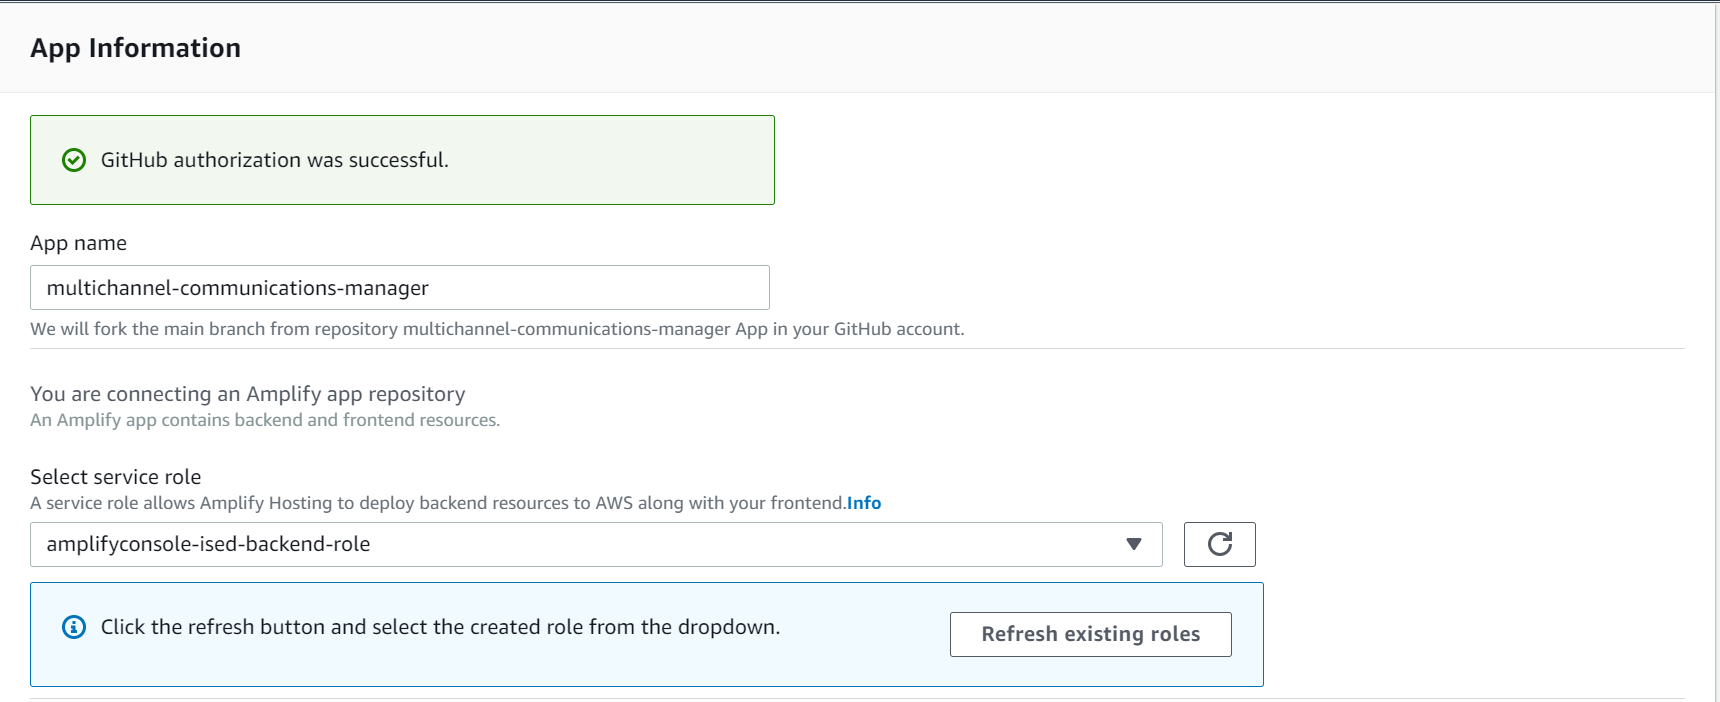 App Information
GitHub authorization was successful.
App name
multichannel-communications-manager
We will fork the main branch from repository multichannel-communications-manager App in your GitHub account.
You are connecting an Amplify app repository
An Amplify app contains backend and frontend resources.
Select service role
A service role allows Amplify Hosting to deploy backend resources to AWS along with your frontend.Info
amplifyconsole-ised-backend-role
Click the refresh button and select the created role from the dropdown.
Refresh existing roles